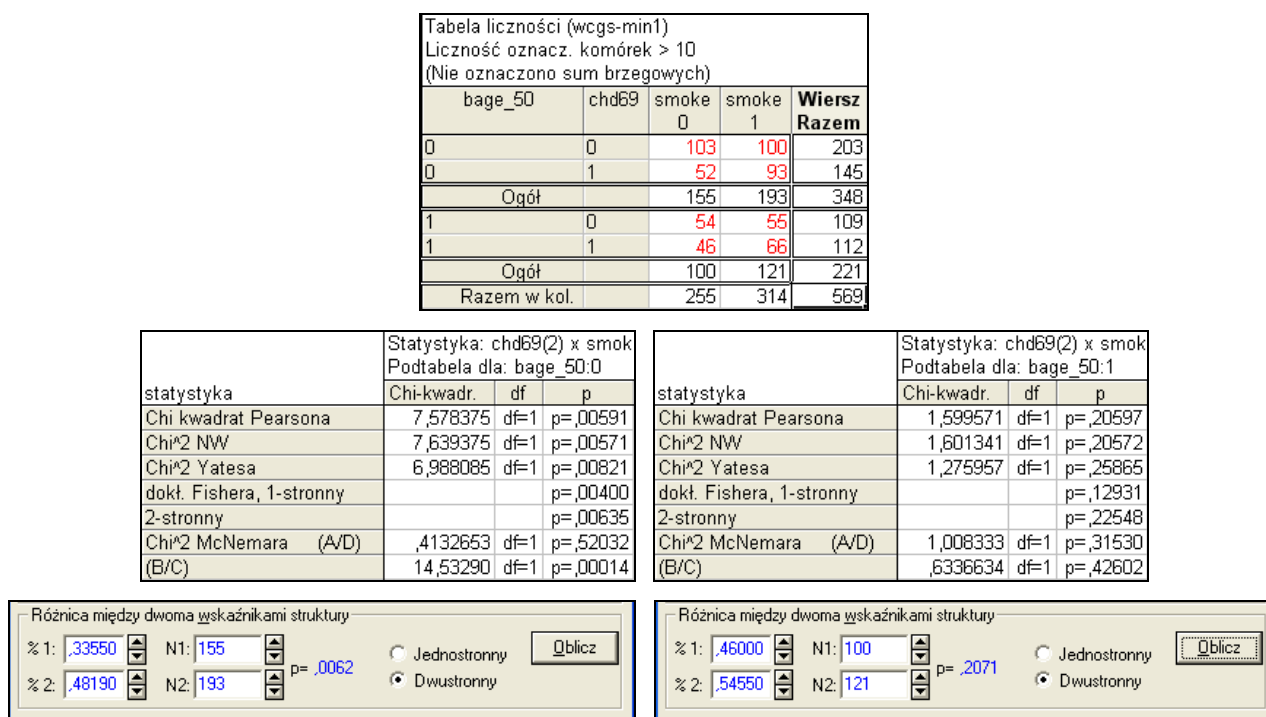 Tabela liczności (wcgs-min1)
Liczność oznacz. komórek > 10
(Nie oznaczono sum brzegowych)
bage_50 chd69 smoke 0 smoke 1 Wiersz Razem
0 0 103 100 203
0 1 52 93 145
Ogół 155 193 348
1 0 54 55 109
1 1 46 66 112
Ogół 100 121 221
Razem w kol. 255 314 569
Statystyka: chd69(2) x smok
Podtabela dla: bage_50:0
statystyka Chi-kwadr. df p
Chi kwadrat Pearsona 7,578375 df=1 p=,00591
Chi^2 NW 7,639375 df=1 p=,00571
Chi^2 Yatesa 6,988085 df=1 p=,00821
dokł. Fishera, 1-stronny p=,00400
2-stronny p=,00635
Chi^2 McNemara (A/D) ,4132653 df=1 p=,52032
(B/C) 14,53290 df=1 p=,00014
Statystyka: chd69(2) x smok
Podtabela dla: bage_50:1
statystyka Chi-kwadr. df p
Chi kwadrat Pearsona 1,599571 df=1 p=,20597
Chi^2 NW 1,601341 df=1 p=,20572
Chi^2 Yatesa 1,275957 df=1 p=,25865
dokł. Fishera, 1-stronny p=,12931
2-stronny p=,22548
Chi^2 McNemara (A/D) 1,008333 df=1 p=,31530
(B/C) ,6336634 df=1 p=,42602
Różnica między dwoma wskaźnikami struktury
% 1: ,33550 N1: 155 p= ,0062 Jednostronny Oblicz
% 2: ,48190 N2: 193 Dwustronny
Różnica między dwoma wskaźnikami struktury
% 1: ,46000 N1: 100 p= ,2071 Jednostronny Oblicz
% 2: ,54550 N2: 121 Dwustronny